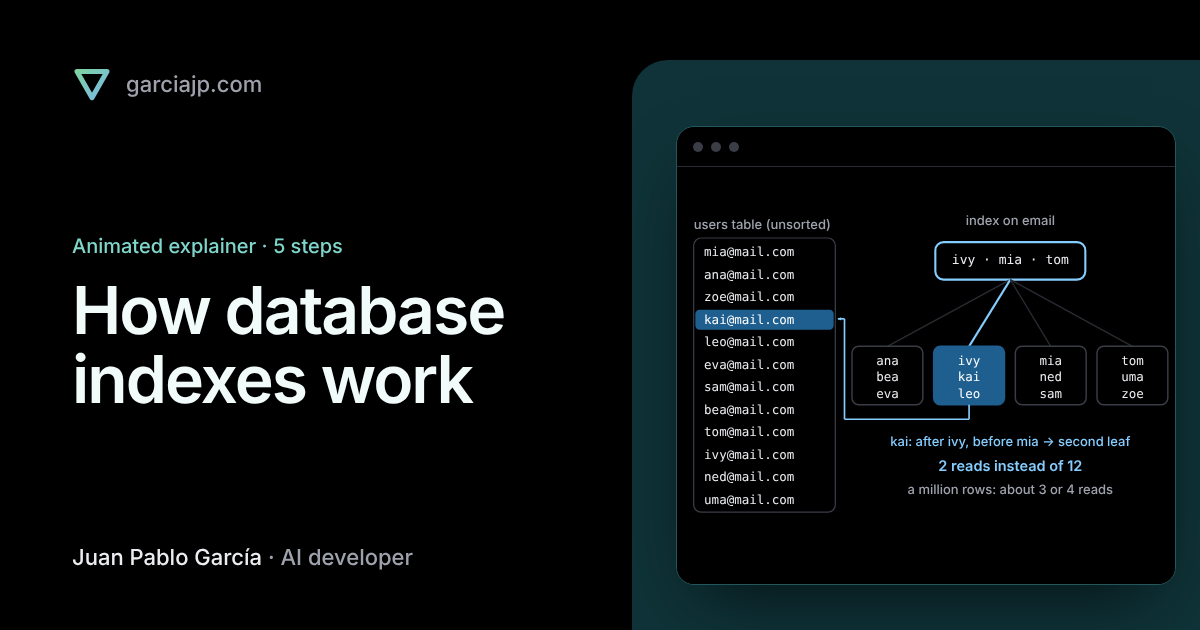 garciajp.com
Animated explainer · 5 steps
How database
indexes work
Juan Pablo García · AI developer
users table (unsorted)
mia@mail.com
ana@mail.com
zoe@mail.com
kai@mail.com
leo@mail.com
eva@mail.com
sam@mail.com
bea@mail.com
tom@mail.com
ivy@mail.com
ned@mail.com
uma@mail.com
index on email
ivy · mia · tom
ana
bea
eva
ivy
kai
leo
mia
ned
sam
tom
uma
zoe
kai: after ivy, before mia → second leaf
2 reads instead of 12
a million rows: about 3 or 4 reads